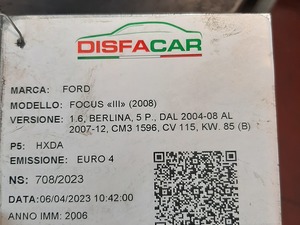 DISFACAR
MARCA: FORD
MODELLO: FOCUS «III» (2008)
VERSIONE: 1.6, BERLINA, 5 P., DAL 2004-08 AL
2007-12, CM3 1596, CV 115, KW. 85 (B)
P5: HXDA
EMISSIONE: EURO 4
NS: 708/2023
DATA:06/04/2023 10:42:00
ANNO IMM: 2006